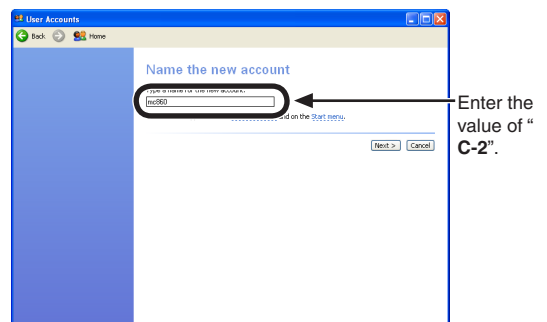 User Accounts
Back Home
Name the new account
Type a name for the new account:
mc860
and on the Start menu.
Next > Cancel
Enter the
value of "
C-2".